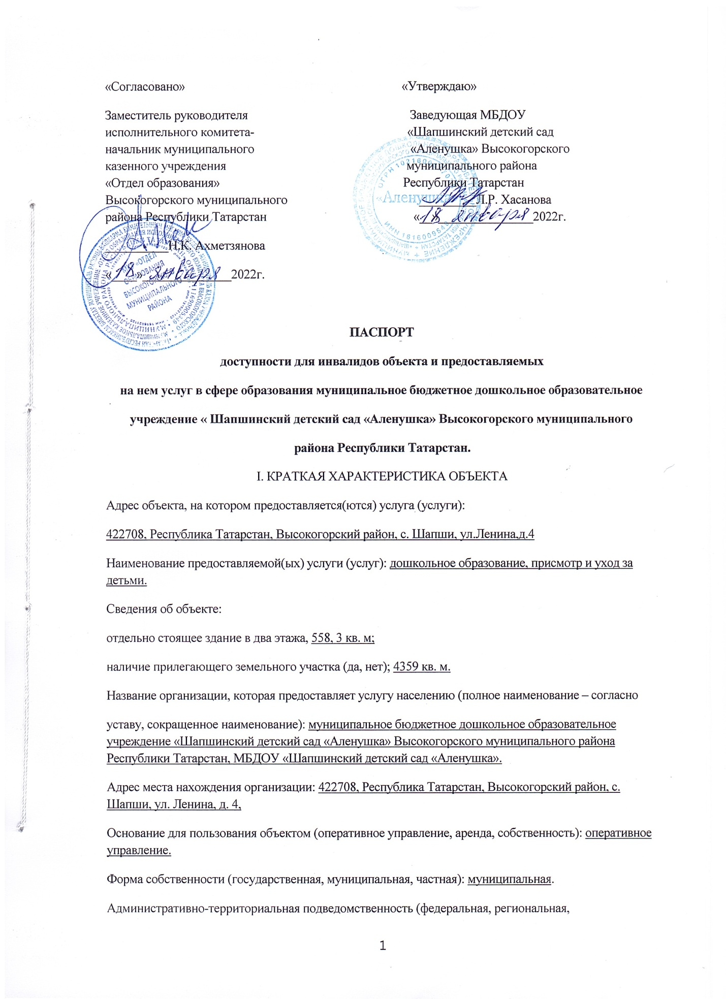 «Согласовано»
Заместитель руководителя
исполнительного комитета-
начальник муниципального
казенного учреждения
«Отдел образования»
Высокогорского муниципального
района Республики Татарстан
Н.К. Ахметзянова
«18» января 2022г.
МКУ «ОТДЕЛ
ОБРАЗОВАНИЯ
ВЫСОКОГОРСКОГО
МУНИЦИПАЛЬНОГО
РАЙОНА
«Утверждаю»
Заведующая МБДОУ
«Шапшинский детский сад
«Аленушка» Высокогорского
муниципального района
Республики Татарстан
Л.Р. Хасанова
«18 января 2022г.
«Аленушка»
ПАСПОРТ
доступности для инвалидов объекта и предоставляемых
на нем услуг в сфере образования муниципальное бюджетное дошкольное образовательное
учреждение « Шапшинский детский сад «Аленушка» Высокогорского муниципального
района Республики Татарстан.
I. КРАТКАЯ ХАРАКТЕРИСТИКА ОБЪЕКТА
Адрес объекта, на котором предоставляется(ются) услуга (услуги):
422708, Республика Татарстан, Высокогорский район, с. Шапши, ул.Ленина,д.4
Наименование предоставляемой(ых) услуги (услуг): дошкольное образование, присмотр и уход за
детьми.
Сведения об объекте:
отдельно стоящее здание в два этажа, 558, 3 кв. м;
наличие прилегающего земельного участка (да, нет); 4359 кв. м.
Название организации, которая предоставляет услугу населению (полное наименование – согласно
уставу, сокращенное наименование): муниципальное бюджетное дошкольное образовательное
учреждение «Шапшинский детский сад «Аленушка» Высокогорского муниципального района
Республики Татарстан, МБДОУ «Шапшинский детский сад «Аленушка».
Адрес места нахождения организации: 422708, Республика Татарстан, Высокогорский район, с.
Шапши, ул. Ленина, д. 4,
Основание для пользования объектом (оперативное управление, аренда, собственность): оперативное
управление.
Форма собственности (государственная, муниципальная, частная): муниципальная.
Административно-территориальная подведомственность (федеральная, региональная,
1